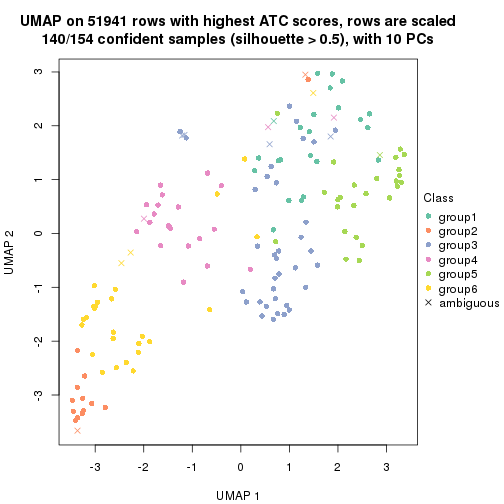 UMAP on 51941 rows with highest ATC scores, rows are scaled
140/154 confident samples (silhouette > 0.5), with 10 PCs
3
2
1
0
-1
-2
-3
UMAP 2
-3
-2
-1
0
1
2
3
UMAP 1
Class
group1
group2
group3
group4
group5
group6
ambiguous